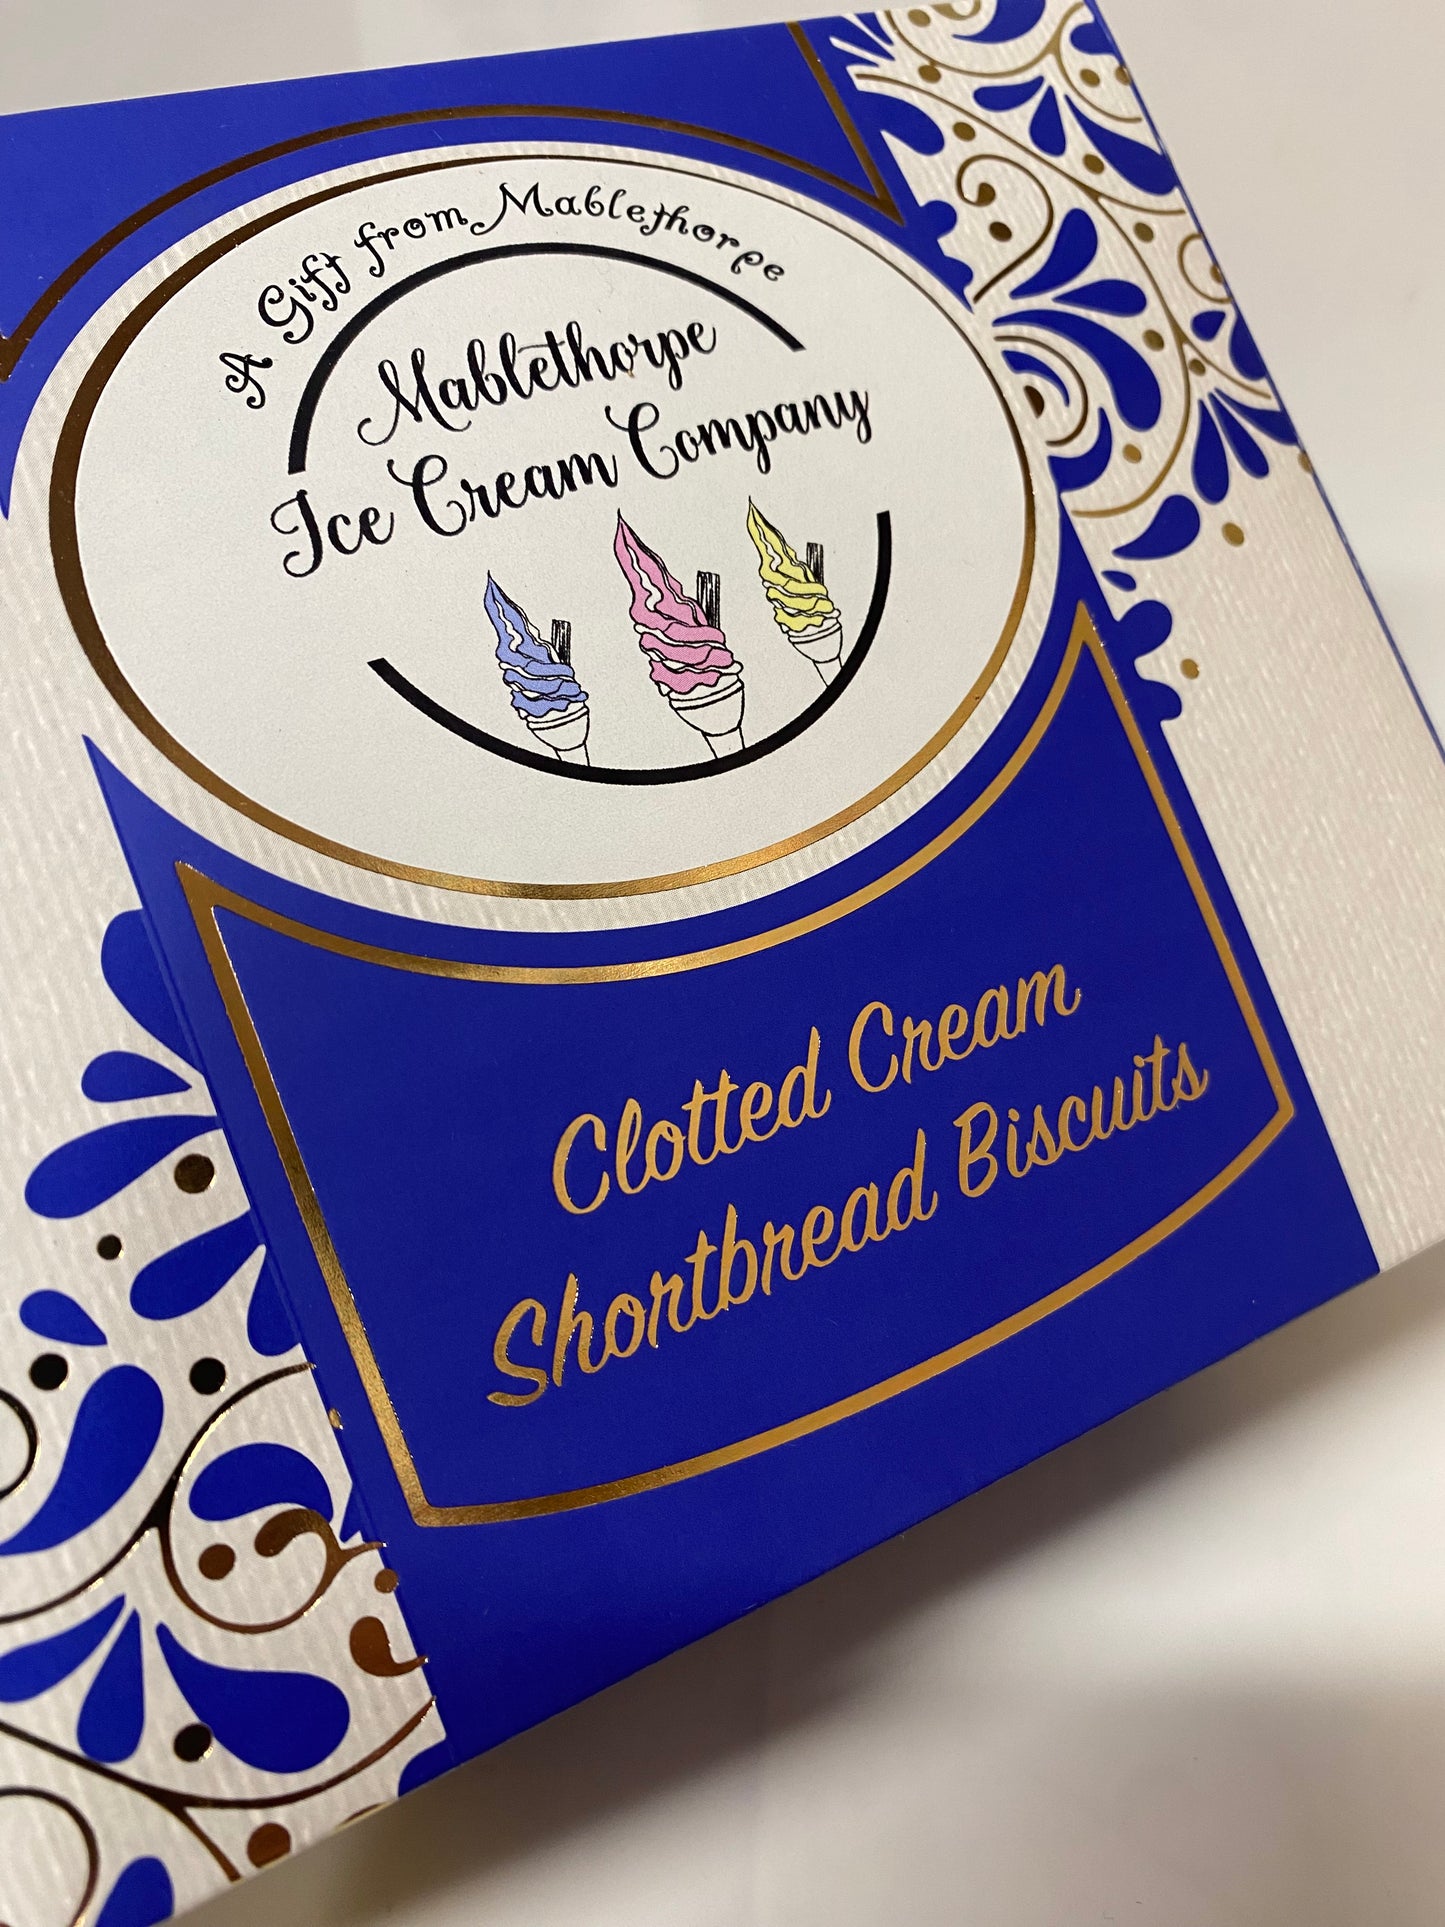 A Gift from Mablethorpe
Mablethorpe
Ice Cream Company
Clotted Cream
Shortbread Biscuits